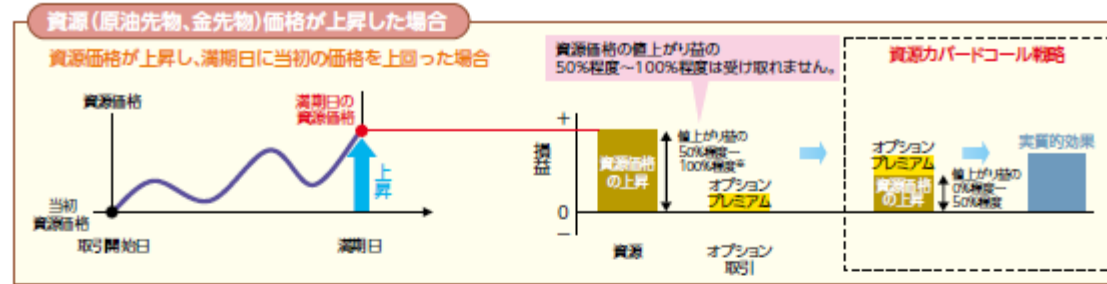 資源(原油先物、金先物)価格が上昇した場合
資源価格が上昇し、満期日に当初の価格を上回った場合
資源価格
満期日の
資源価格
上昇
当初
資源価格
取引開始日
満期日
資源価格の値上がり益の
50%程度～100%程度は受け取れません。
損益
+
0
−
資源価格
の上昇
値上がり益の
50%程度ー
100%程度※
オプション
プレミアム
資源
オプション
取引
資源カバードコール戦略
オプション
プレミアム
資源価格
の上昇
値上がり益の
0%程度ー
50%程度
実質的効果